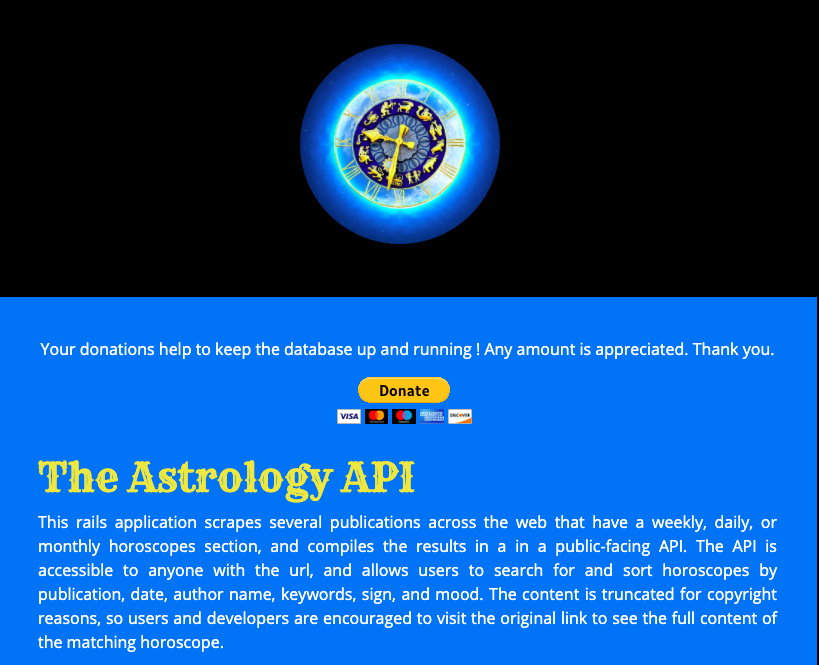 Your donations help to keep the database up and running ! Any amount is appreciated. Thank you.
Donate
VISA DISCOVER
The Astrology API
This rails application scrapes several publications across the web that have a weekly, daily, or
monthly horoscopes section, and compiles the results in a in a public-facing API. The API is
accessible to anyone with the url, and allows users to search for and sort horoscopes by
publication, date, author name, keywords, sign, and mood. The content is truncated for copyright
reasons, so users and developers are encouraged to visit the original link to see the full content of
the matching horoscope.